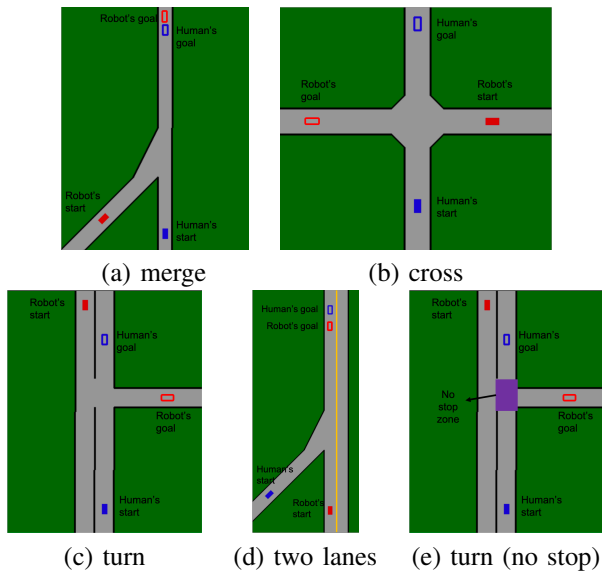 Robot's goal
Human's
goal
Robot's
start
Human's
start
(a) merge
Human's
goal
Robot's
goal
Robot's
start
Human's
start
(b) cross
Robot's
start
Human's
goal
Robot's
goal
Human's
start
(c) turn
Human's goal
Robot's goal
Human's
start
Robot's
start
(d) two lanes
Robot's
start
Human's
goal
No
stop
zone
Robot's
goal
Human's
start
(e) turn (no stop)